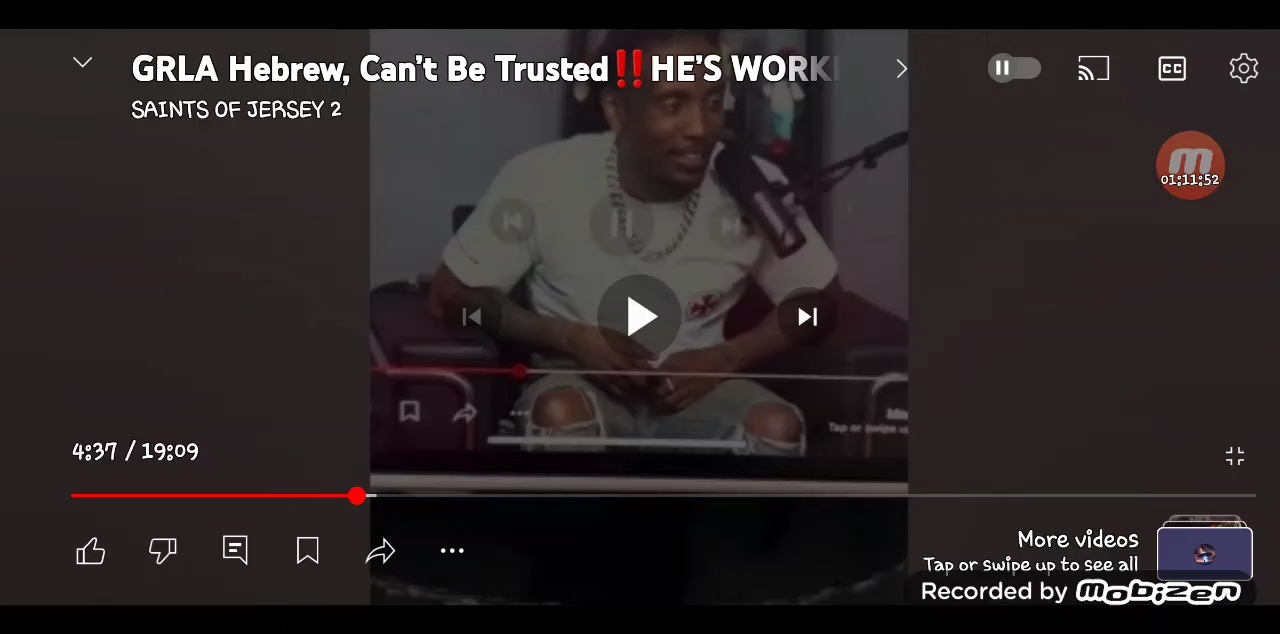 GRLA Hebrew, Can't Be Trusted‼️HE'S WORK
SAINTS OF JERSEY 2
CC
01:11:52
4:37 / 19:09
More videos
Tap or swipe up to see all
Recorded by mobizen